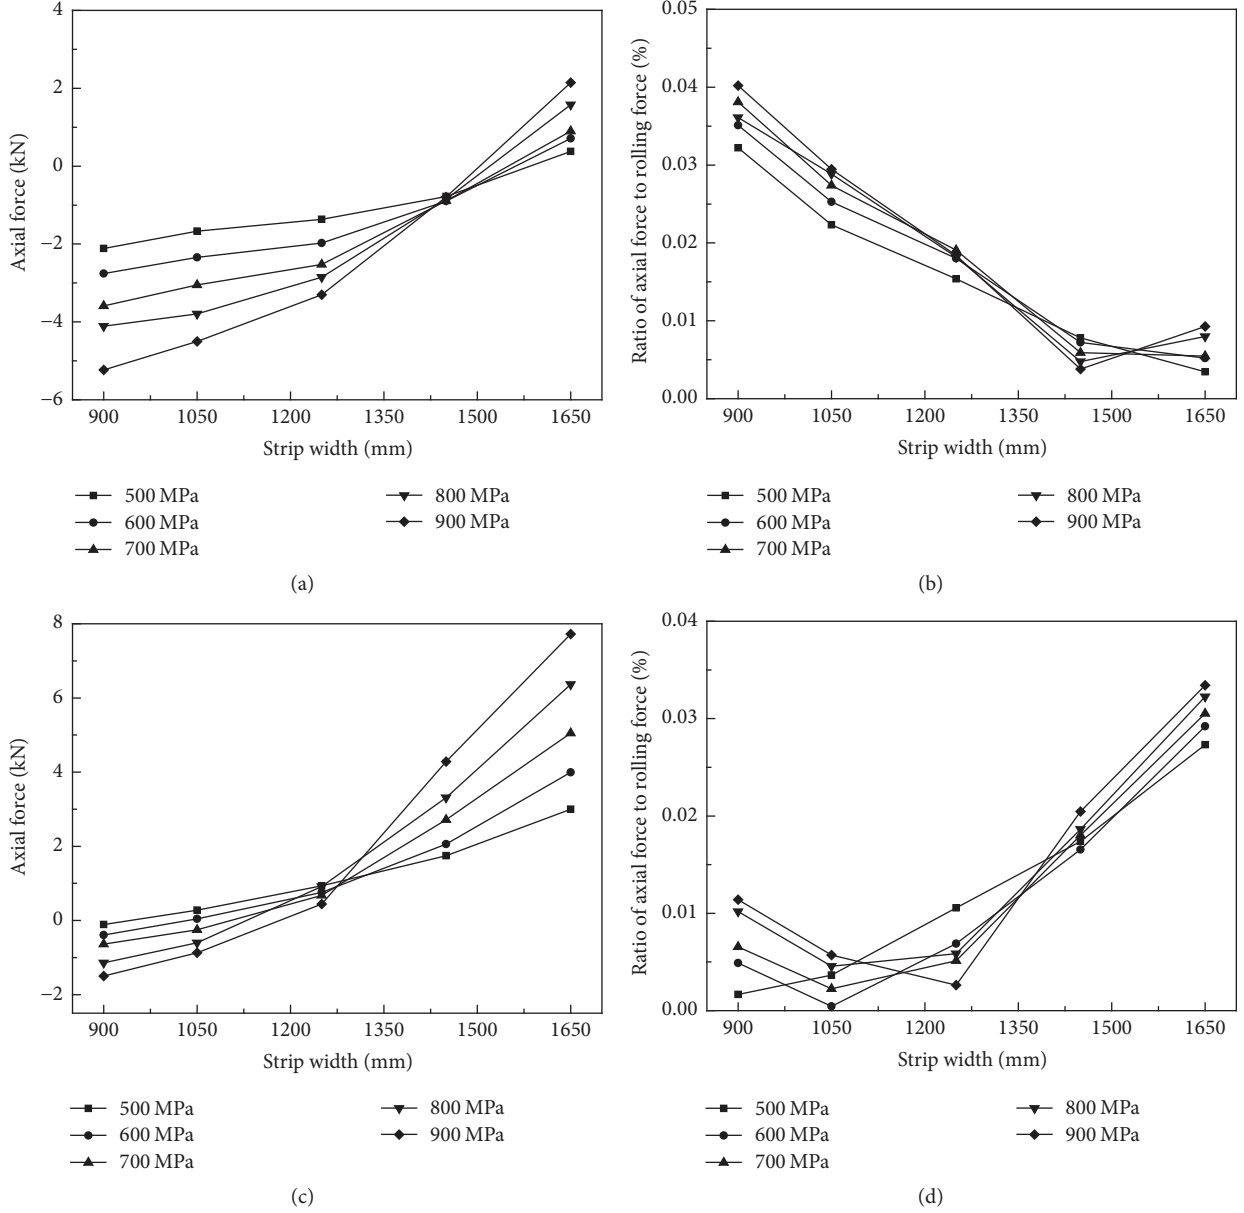 Axial force (kN)
4
2
0
−2
−4
−6
900 1050 1200 1350 1500 1650
Strip width (mm)
500 MPa
600 MPa
700 MPa
800 MPa
900 MPa
(a)
Ratio of axial force to rolling force (%)
0.05
0.04
0.03
0.02
0.01
0.00
900 1050 1200 1350 1500 1650
Strip width (mm)
500 MPa
600 MPa
700 MPa
800 MPa
900 MPa
(b)
Axial force (kN)
8
6
4
2
0
−2
900 1050 1200 1350 1500 1650
Strip width (mm)
500 MPa
600 MPa
700 MPa
800 MPa
900 MPa
(c)
Ratio of axial force to rolling force (%)
0.04
0.03
0.02
0.01
0.00
900 1050 1200 1350 1500 1650
Strip width (mm)
500 MPa
600 MPa
700 MPa
800 MPa
900 MPa
(d)